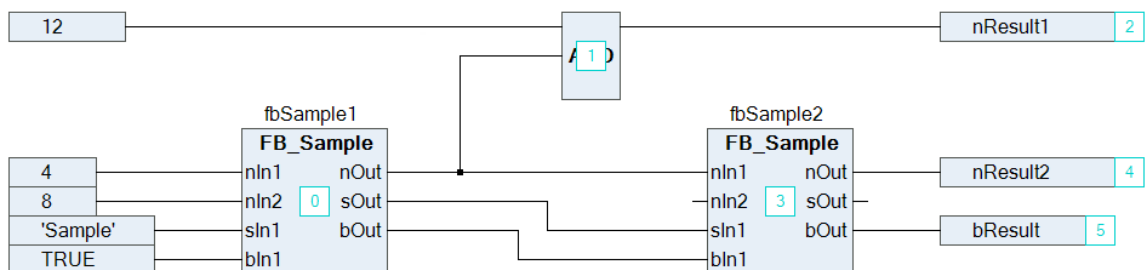 12
A
1
D
nResult1
2
fbSample1
fbSample2
FB_Sample
FB_Sample
4
nIn1
nOut
nIn1
nOut
nResult2
4
8
nIn2
0
sOut
nIn2
3
sOut
'Sample'
sIn1
bOut
sIn1
bOut
bResult
5
TRUE
bIn1
bIn1